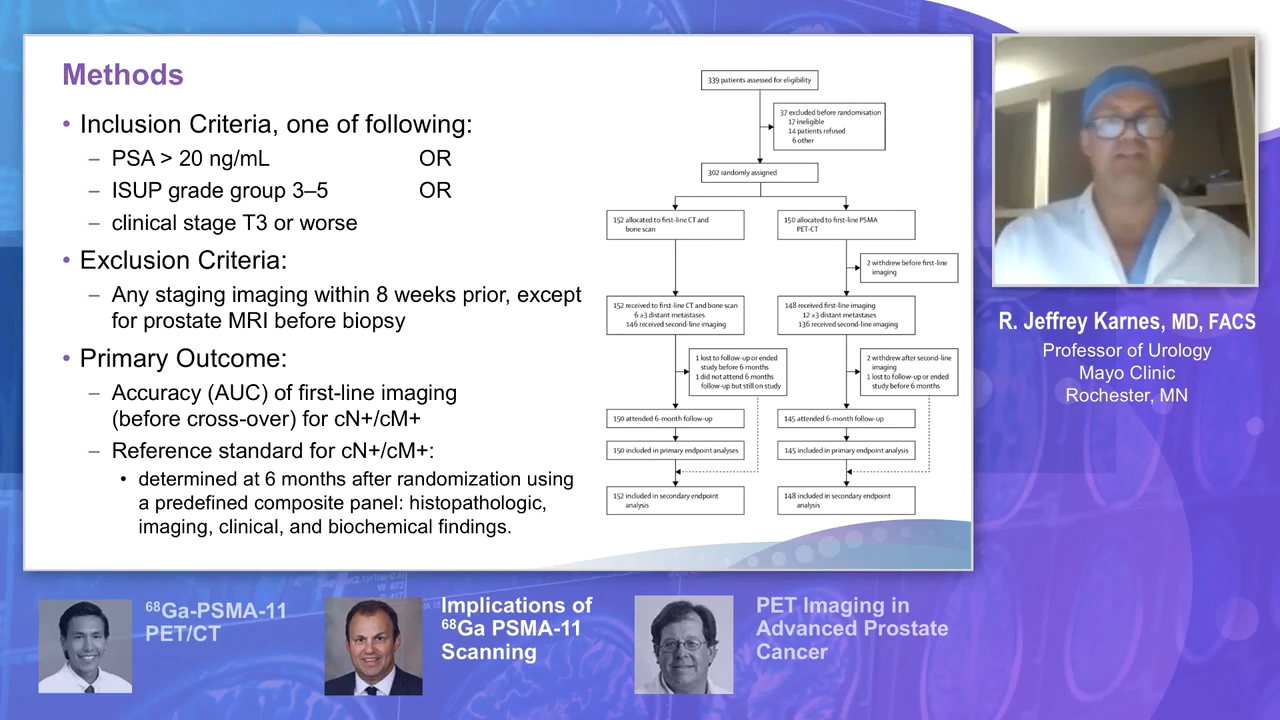 Methods
• Inclusion Criteria, one of following:
– PSA > 20 ng/mL OR
– ISUP grade group 3–5 OR
– clinical stage T3 or worse
• Exclusion Criteria:
– Any staging imaging within 8 weeks prior, except
for prostate MRI before biopsy
• Primary Outcome:
– Accuracy (AUC) of first-line imaging
(before cross-over) for cN+/cM+
– Reference standard for cN+/cM+:
• determined at 6 months after randomization using
a predefined composite panel: histopathologic,
imaging, clinical, and biochemical findings.
339 patients assessed for eligibility
37 excluded before randomisation
17 ineligible
14 patients refused
6 other
302 randomly assigned
152 allocated to first-line CT and
bone scan
150 allocated to first-line PSMA
PET-CT
2 withdrew before first-line
imaging
152 received to first-line CT and bone scan
6 ≥3 distant metastases
146 received second-line imaging
148 received first-line imaging
12 ≥3 distant metastases
136 received second-line imaging
1 lost to follow-up or ended
study before 6 months
1 did not attend 6 months
follow-up but still on study
2 withdrew after second-line
imaging
1 lost to follow-up or ended
study before 6 months
150 attended 6-month follow-up
145 attended 6-month follow-up
150 included in primary endpoint analyses
145 included in primary endpoint analysis
152 included in secondary endpoint
analysis
148 included in secondary endpoint
analysis
R. Jeffrey Karnes, MD, FACS
Professor of Urology
Mayo Clinic
Rochester, MN
⁶⁸Ga-PSMA-11
PET/CT
Implications of
⁶⁸Ga PSMA-11
Scanning
PET Imaging in
Advanced Prostate
Cancer